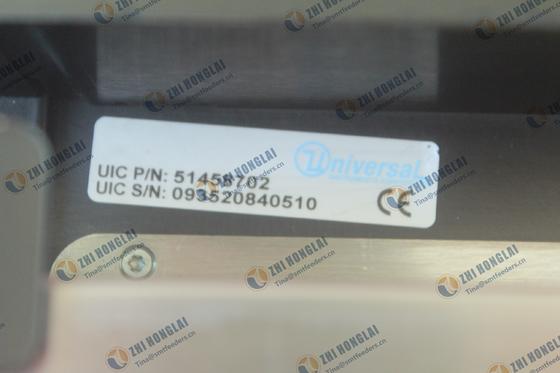 Universal
UIC P/N: 51458702
UIC S/N: 093520840510
CE
ZHI HONGLAI
Tina@smtfeeders.cn